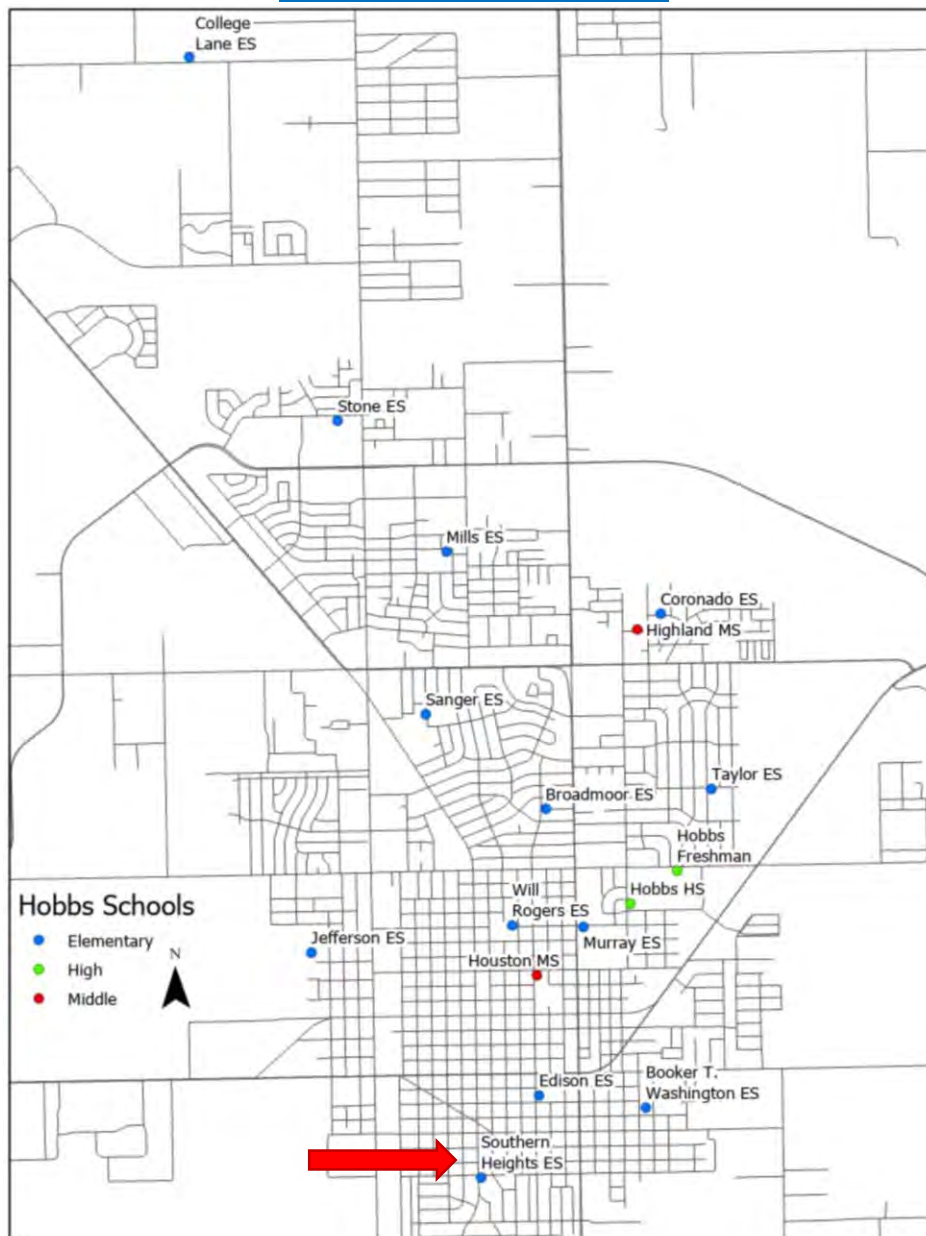 College
Lane ES
Stone ES
Mills ES
Coronado ES
Highland MS
Sanger ES
Taylor ES
Broadmoor ES
Hobbs
Freshman
Hobbs HS
Will
Rogers ES
Murray ES
Jefferson ES
Houston MS
Hobbs Schools
Elementary
High
Middle
N
Edison ES
Booker T.
Washington ES
Southern
Heights ES